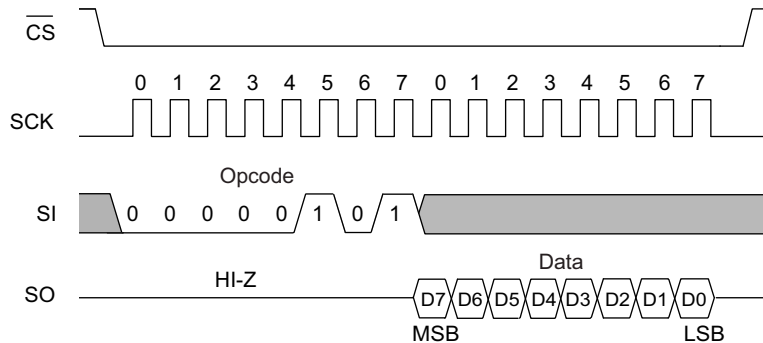 CS
0 1 2 3 4 5 6 7 0 1 2 3 4 5 6 7
SCK
Opcode
SI 0 0 0 0 0 1 0 1
HI-Z Data
SO D7 D6 D5 D4 D3 D2 D1 D0
MSB LSB